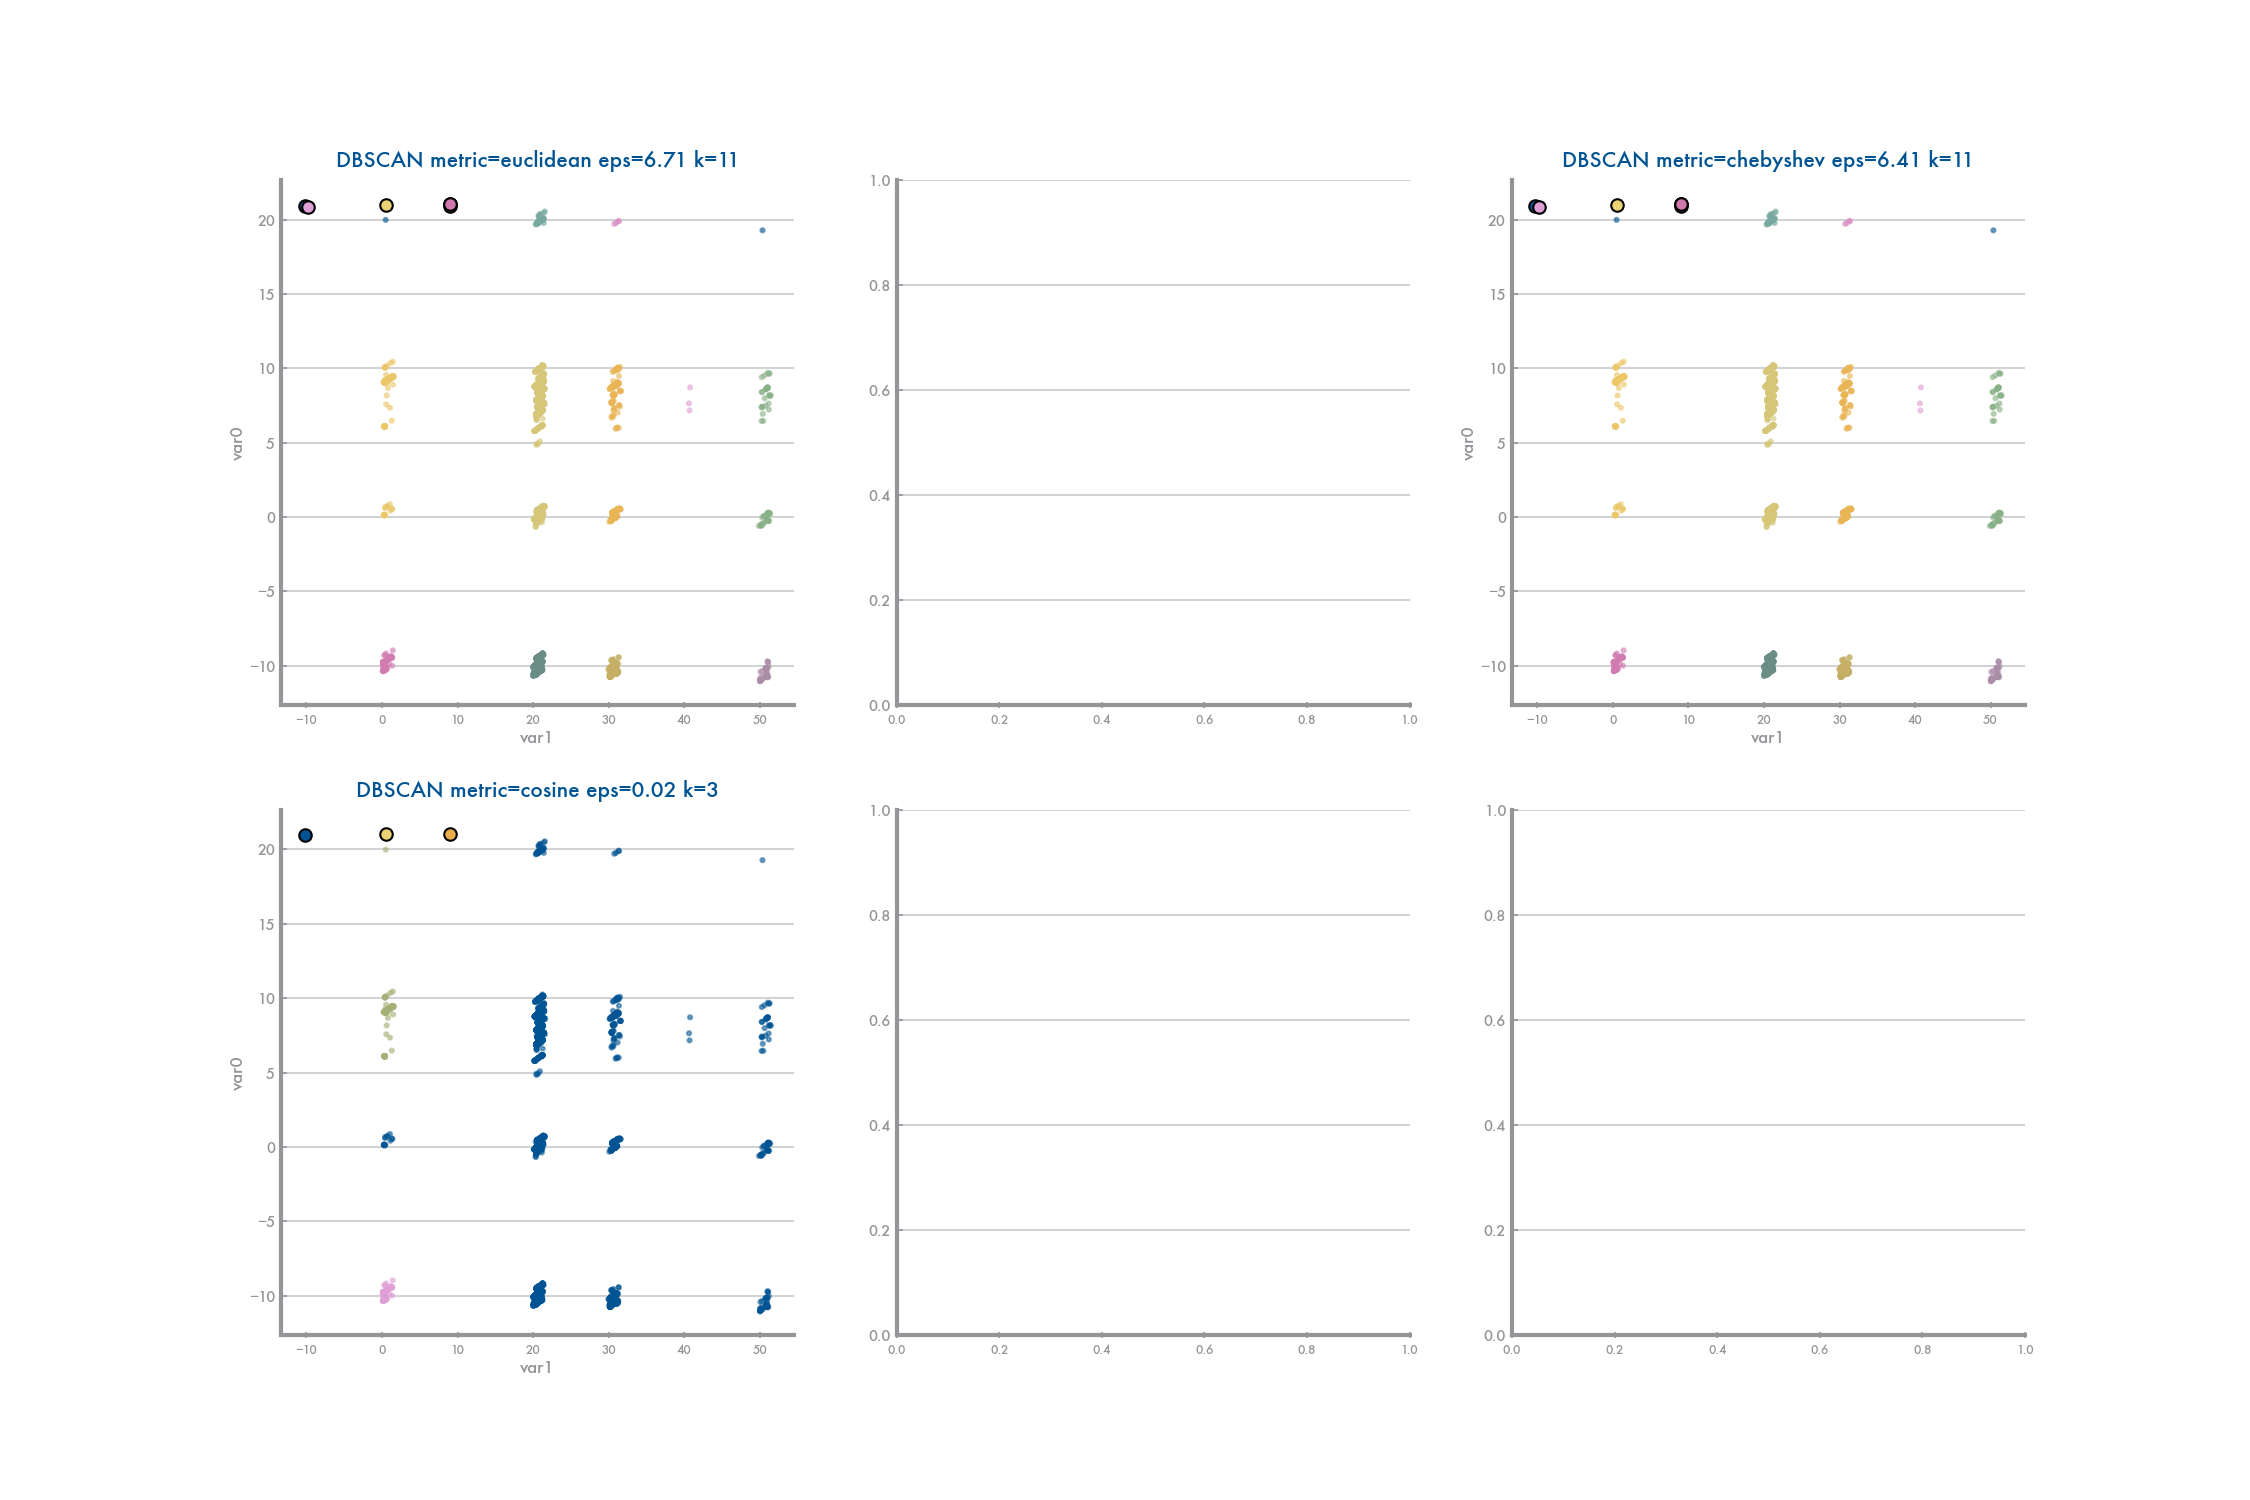 DBSCAN metric=euclidean eps=6.71 k=11
DBSCAN metric=chebyshev eps=6.41 k=11
20
15
10
5
0
−5
−10
var0
−10 0 10 20 30 40 50
var1
1.0
0.8
0.6
0.4
0.2
0.0
0.0 0.2 0.4 0.6 0.8 1.0
20
15
10
5
0
−5
−10
var0
−10 0 10 20 30 40 50
var1
DBSCAN metric=cosine eps=0.02 k=3
20
15
10
5
0
−5
−10
var0
−10 0 10 20 30 40 50
var1
1.0
0.8
0.6
0.4
0.2
0.0
0.0 0.2 0.4 0.6 0.8 1.0
1.0
0.8
0.6
0.4
0.2
0.0
0.0 0.2 0.4 0.6 0.8 1.0